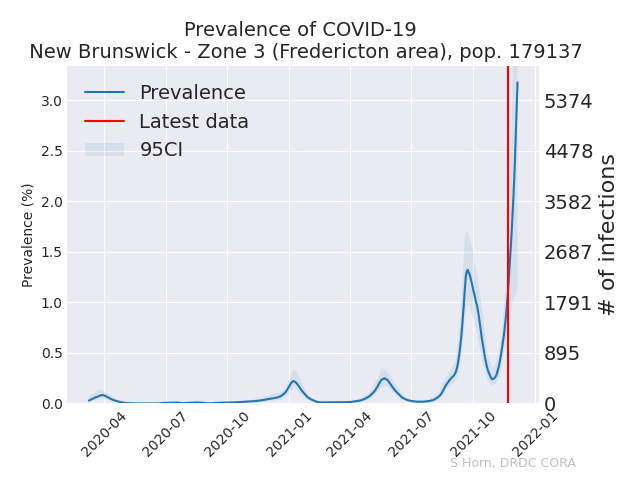 Prevalence of COVID-19
New Brunswick - Zone 3 (Fredericton area), pop. 179137
Prevalence
Latest data
95CI
Prevalence (%)
3.0
2.5
2.0
1.5
1.0
0.5
0.0
5374
4478
3582
2687
1791
895
0
# of infections
2020-04
2020-07
2020-10
2021-01
2021-04
2021-07
2021-10
2022-01
S Horn, DRDC CORA